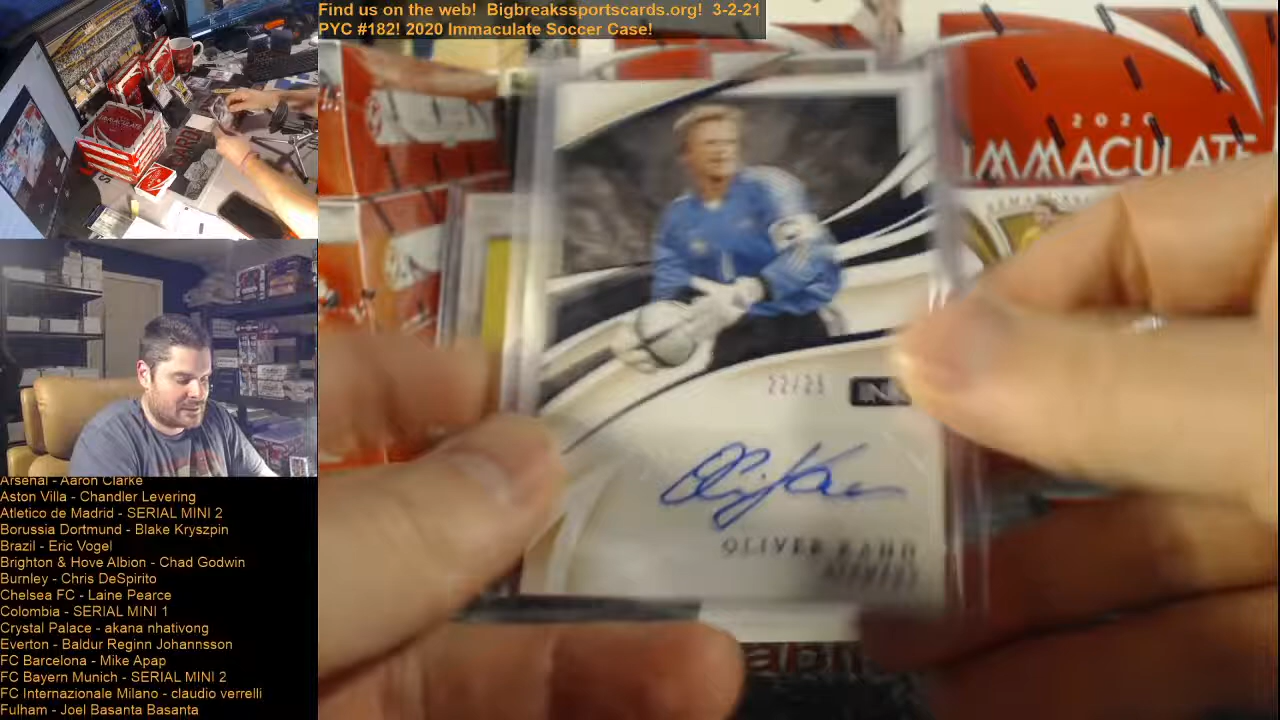 Find us on the web! Bigbreakssportscards.org! 3-2-21
PYC #182! 2020 Immaculate Soccer Case!
2020
IMMACULATE
22/25
OLIVER KAHN
Arsenal - Aaron Clarke
Aston Villa - Chandler Levering
Atletico de Madrid - SERIAL MINI 2
Borussia Dortmund - Blake Kryszpin
Brazil - Eric Vogel
Brighton & Hove Albion - Chad Godwin
Burnley - Chris DeSpirito
Chelsea FC - Laine Pearce
Colombia - SERIAL MINI 1
Crystal Palace - akana nhativong
Everton - Baldur Reginn Johannsson
FC Barcelona - Mike Apap
FC Bayern Munich - SERIAL MINI 2
FC Internazionale Milano - claudio verrelli
Fulham - Joel Basanta Basanta